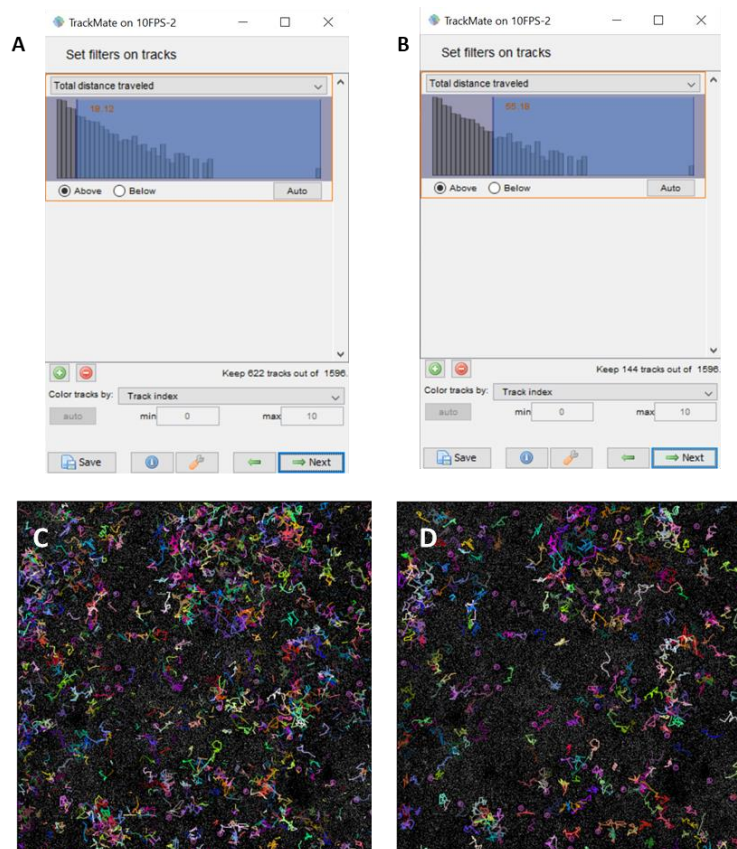 A
TrackMate on 10FPS-2
Set filters on tracks
Total distance traveled
19.12
Above Below Auto
Keep 622 tracks out of 1596.
Color tracks by: Track index
auto min 0 max 10
Save Next
B
TrackMate on 10FPS-2
Set filters on tracks
Total distance traveled
55.18
Above Below Auto
Keep 144 tracks out of 1596.
Color tracks by: Track index
auto min 0 max 10
Save Next
C
D